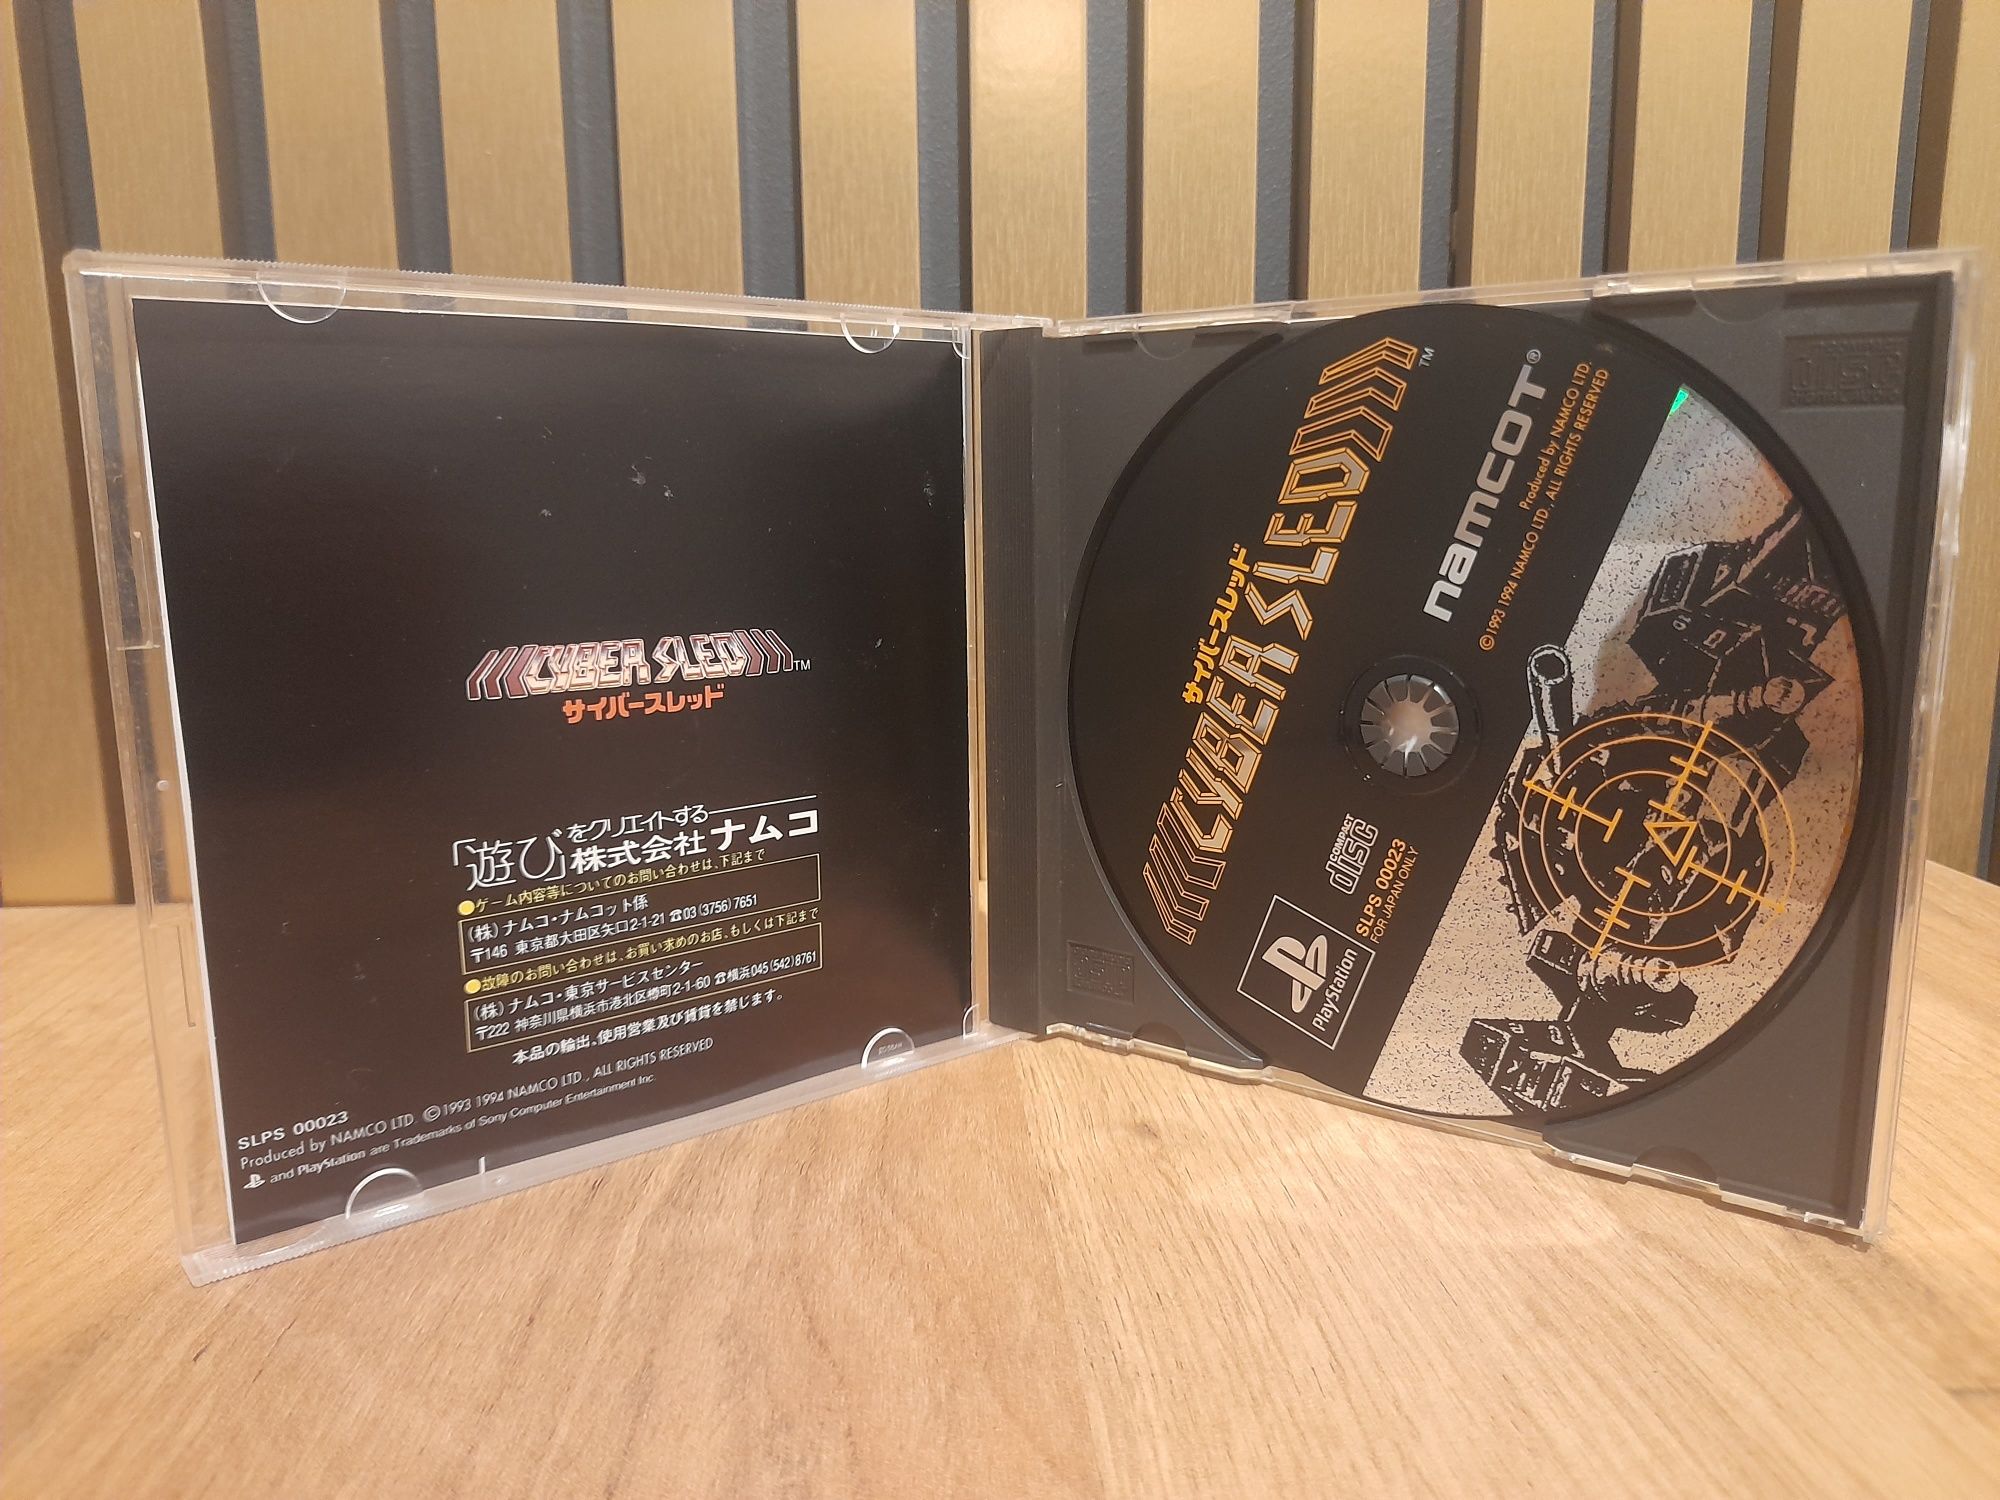 CYBER SLED TM
サイバースレッド
「遊び」をクリエイトする
株式会社ナムコ
●ゲーム内容等についてのお問い合わせは、下記まで
(株)ナムコ・ナムコット係
〒146 東京都大田区矢口2-1-21 ☎03(3756)7651
●故障のお問い合わせは、お買い求めのお店、もしくは下記まで
(株)ナムコ・東京サービスセンター
〒222 神奈川県横浜市港北区樽町2-1-60 ☎横浜045(542)8761
本品の輸出、使用営業及び賃貸を禁じます。
SLPS 00023
Produced by NAMCO LTD. ©1993 1994 NAMCO LTD., ALL RIGHTS RESERVED
and PlayStation are Trademarks of Sony Computer Entertainment Inc.
サイバースレッド
CYBER SLED TM
namcot®
Produced by NAMCO LTD.
©1993 1994 NAMCO LTD., ALL RIGHTS RESERVED
COMPACT
disc
SLPS 00023
FOR JAPAN ONLY
PlayStation